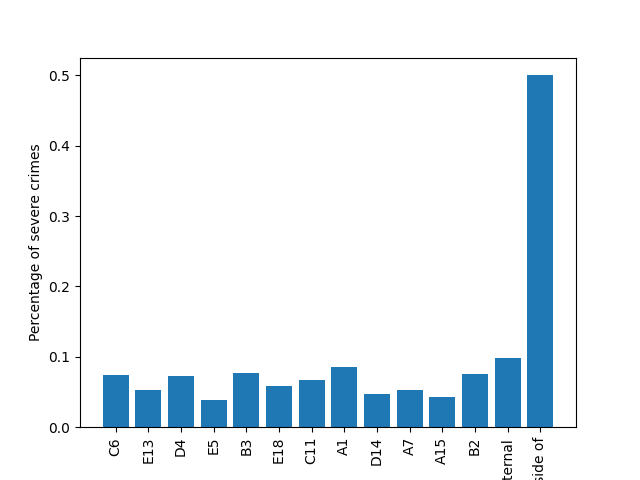 Percentage of severe crimes
0.5
0.4
0.3
0.2
0.1
0.0
C6
E13
D4
E5
B3
E18
C11
A1
D14
A7
A15
B2
ternal
side of